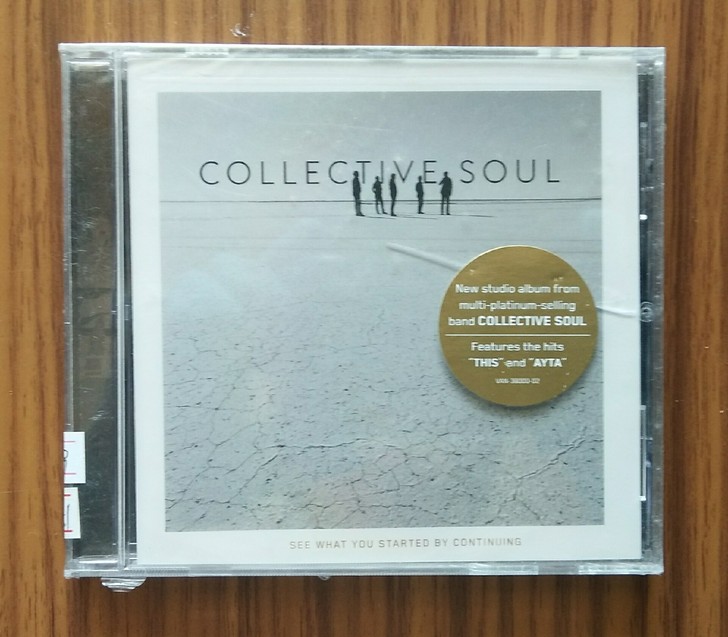 COLLECTIVE SOUL
New studio album from
multi-platinum-selling
band COLLECTIVE SOUL
Features the hits
"THIS" and "AYTA"
SEE WHAT YOU STARTED BY CONTINUING